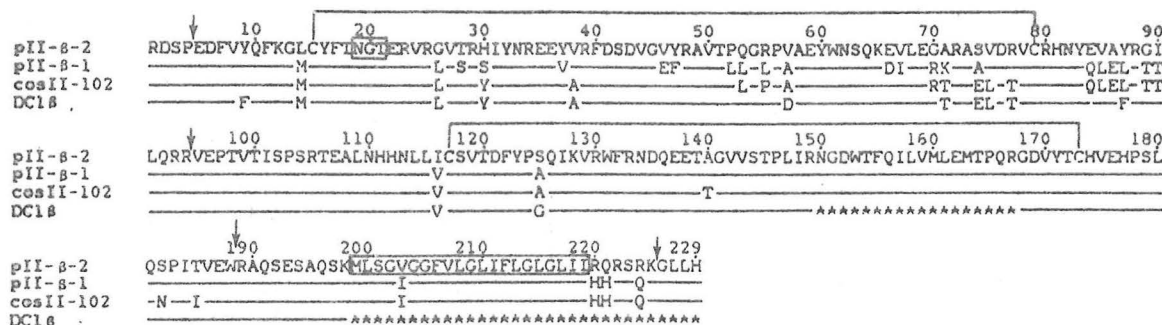 10 20 30 40 50 60 70 80 90
pII-β-2 RDSPEDFVYQFKGLCYFTNGTERVRGVTRHIYNREEYVRFDSDVGVYRAVTPQGRPVAEYWNSQKEVLEGARASVDRVCRHNYEVAYRGI
pII-β-1 —M—L-S-S—V—EF—LL-L-A—DI—RK—A—QLEL-TT
cosII-102 —M—L—Y—A—L-P-A—RT—EL-T—QLEL-TT
DC1β —F—M—L—Y—A—D—T—EL-T—F—
100 110 120 130 140 150 160 170 180
pII-β-2 LQRRVEPTVTISPSRTEALNHHNLLICSVTDFYPSQIKVRWFRNDQEETAGVVSTPLIRNGDWTFQILVMLEMTPQRGDVYTCHVEHPSL
pII-β-1 —V—A—
cosII-102 —V—A—T—
DC1β —V—G—******************—
190 200 210 220 229
pII-β-2 QSPITVEWRAQSESAQSKMLSGVGGFVLGLIFLGLGLIIRQRSRKGLLH
pII-β-1 —I—HH—Q—
cosII-102 -N—I—I—HH—Q—
DC1β —*******************************